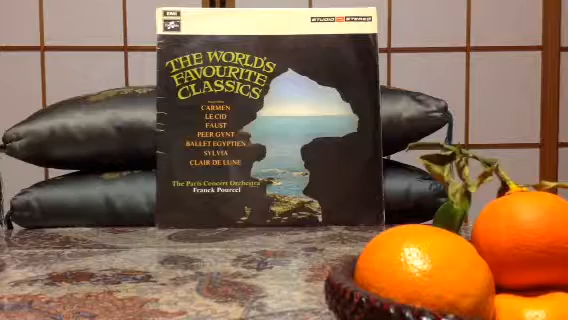 EMI
STUDIO 2 STEREO
THE WORLD'S
FAVOURITE
CLASSICS
CARMEN
LE CID
FAUST
PEER GYNT
BALLET EGYPTIEN
SYLVIA
CLAIR DE LUNE
The Paris Concert Orchestra
Franck Pourcel